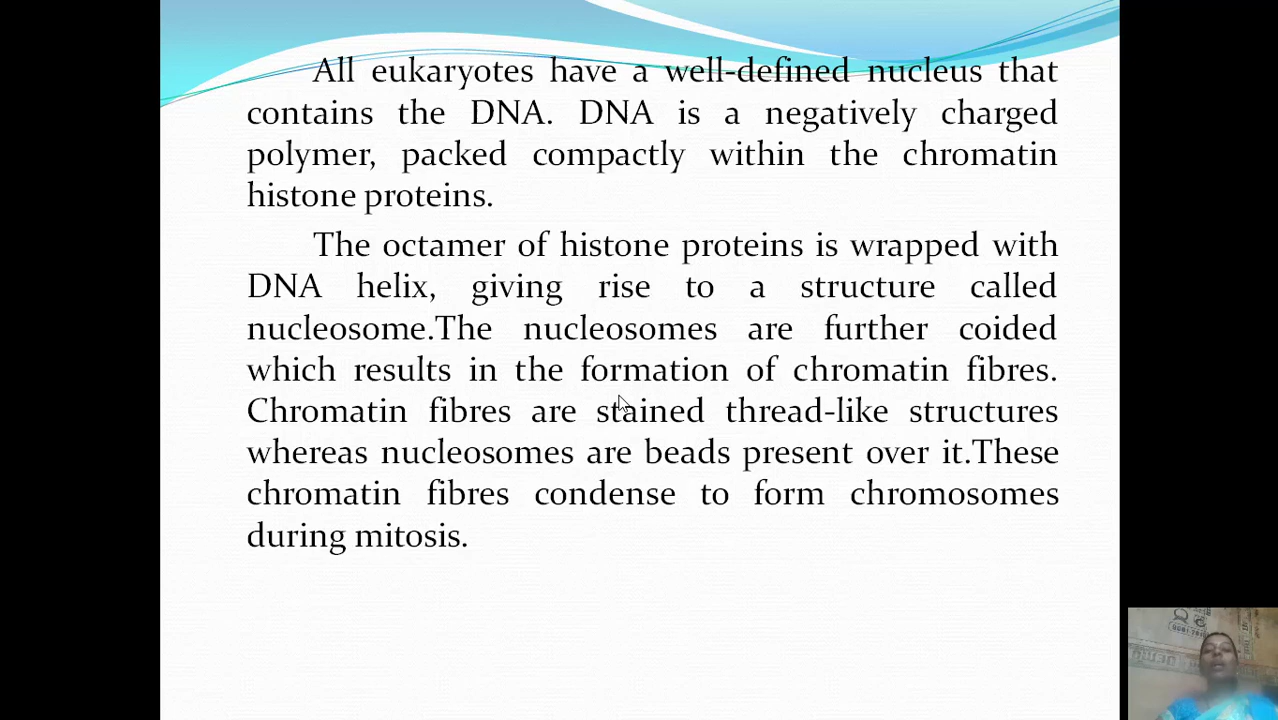 All eukaryotes have a well-defined nucleus that
contains the DNA. DNA is a negatively charged
polymer, packed compactly within the chromatin
histone proteins.
The octamer of histone proteins is wrapped with
DNA helix, giving rise to a structure called
nucleosome.The nucleosomes are further coided
which results in the formation of chromatin fibres.
Chromatin fibres are stained thread-like structures
whereas nucleosomes are beads present over it.These
chromatin fibres condense to form chromosomes
during mitosis.